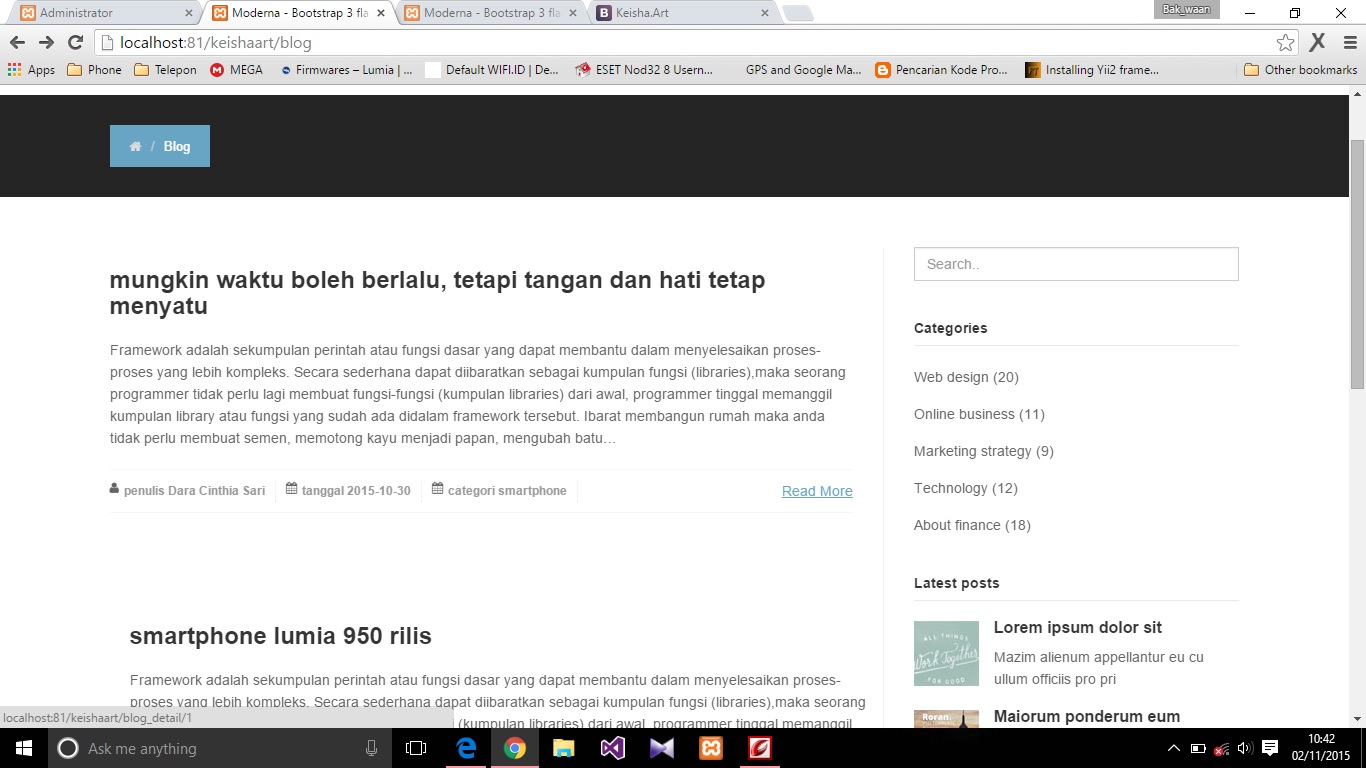 Administrator
Moderna - Bootstrap 3 fla
Moderna - Bootstrap 3 fla
Keisha.Art
Bak_waan
localhost:81/keishaart/blog
Apps
Phone
Telepon
MEGA
Firmwares – Lumia | ...
Default WIFI.ID | De...
ESET Nod32 8 Usern...
GPS and Google Ma...
Pencarian Kode Pro...
Installing Yii2 frame...
Other bookmarks
/ Blog
mungkin waktu boleh berlalu, tetapi tangan dan hati tetap
menyatu
Framework adalah sekumpulan perintah atau fungsi dasar yang dapat membantu dalam menyelesaikan proses-
proses yang lebih kompleks. Secara sederhana dapat diibaratkan sebagai kumpulan fungsi (libraries),maka seorang
programmer tidak perlu lagi membuat fungsi-fungsi (kumpulan libraries) dari awal, programmer tinggal memanggil
kumpulan library atau fungsi yang sudah ada didalam framework tersebut. Ibarat membangun rumah maka anda
tidak perlu membuat semen, memotong kayu menjadi papan, mengubah batu…
penulis Dara Cinthia Sari
tanggal 2015-10-30
categori smartphone
Read More
smartphone lumia 950 rilis
Framework adalah sekumpulan perintah atau fungsi dasar yang dapat membantu dalam menyelesaikan proses-
proses yang lebih kompleks. Secara sederhana dapat diibaratkan sebagai kumpulan fungsi (libraries),maka seorang
(kumpulan libraries) dari awal, programmer tinggal memanggil
Search..
Categories
Web design (20)
Online business (11)
Marketing strategy (9)
Technology (12)
About finance (18)
Latest posts
ALL THINGS
Work Together
FOR GOOD
Lorem ipsum dolor sit
Mazim alienum appellantur eu cu
ullum officiis pro pri
Roran.
Maiorum ponderum eum
localhost:81/keishaart/blog_detail/1
Ask me anything
10:42
02/11/2015